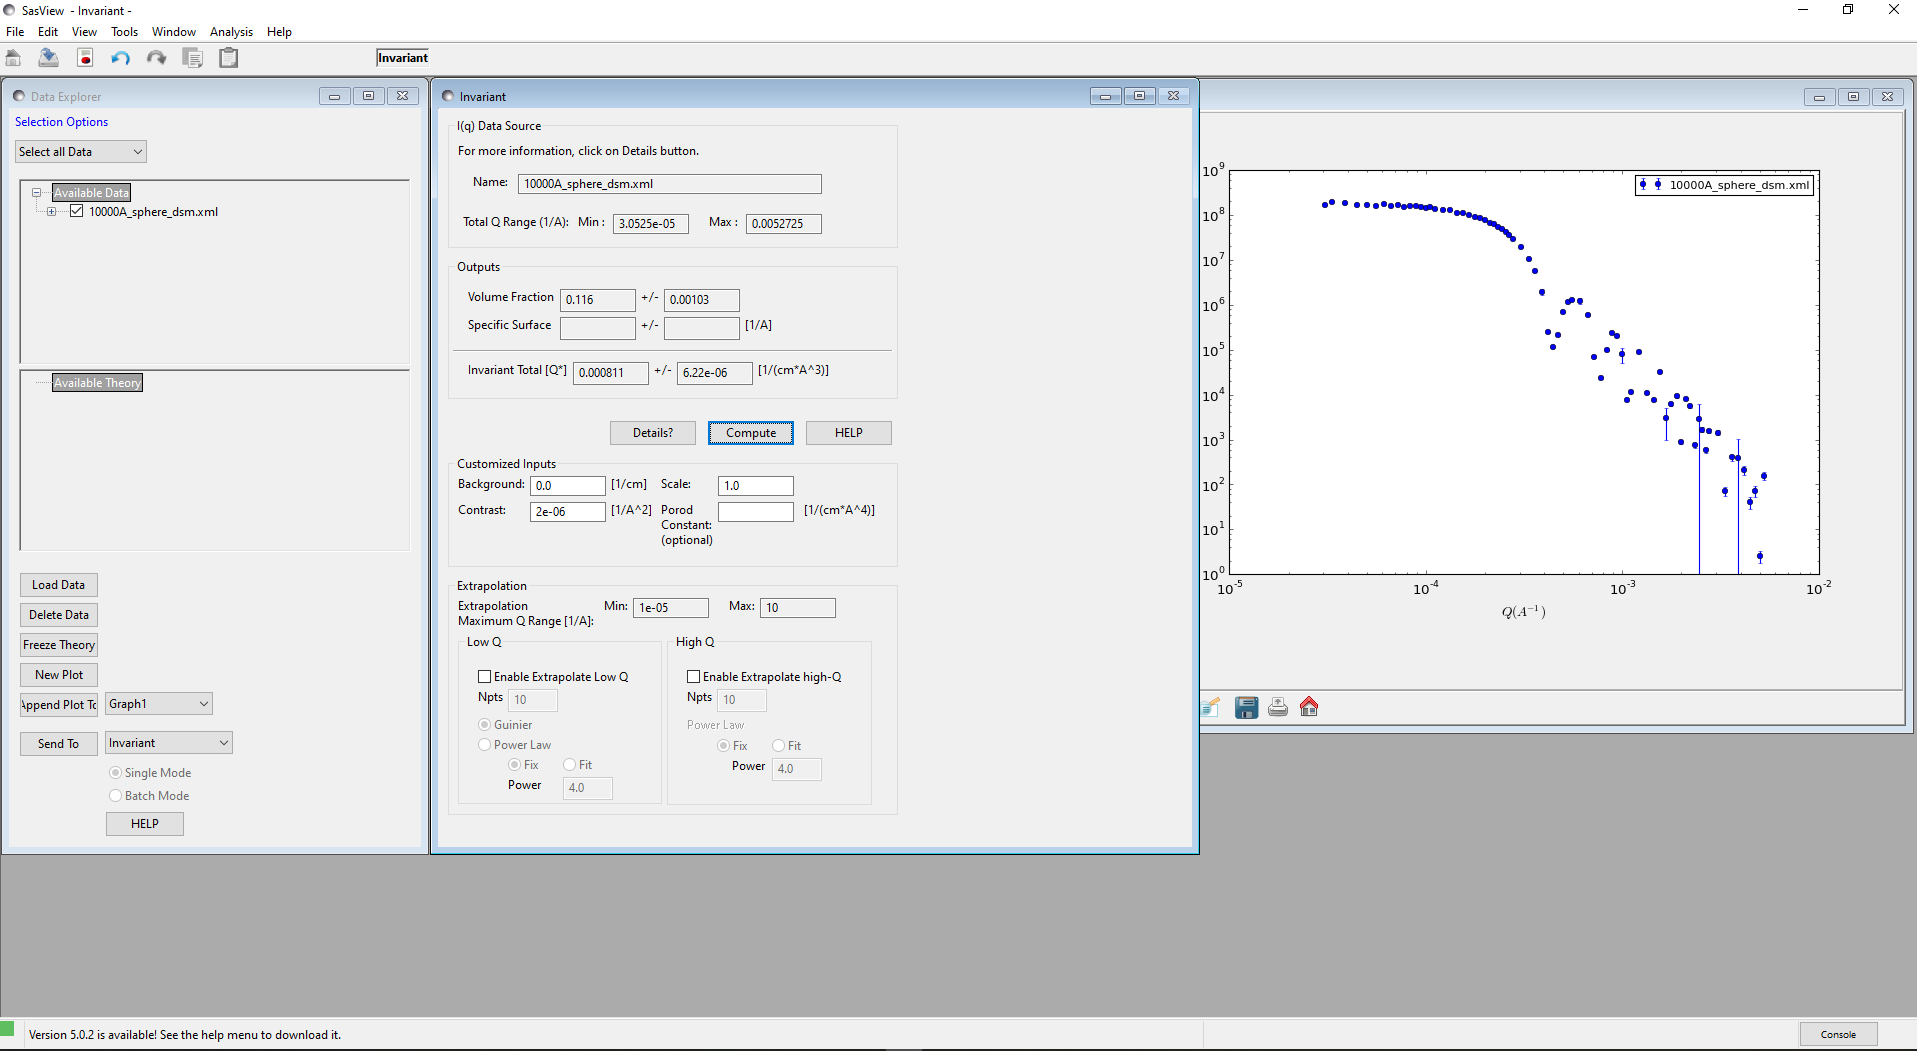 SasView - Invariant -
File Edit View Tools Window Analysis Help
Invariant
Data Explorer
Selection Options
Select all Data
Available Data
10000A_sphere_dsm.xml
Available Theory
Load Data
Delete Data
Freeze Theory
New Plot
Append Plot To Graph1
Send To Invariant
Single Mode
Batch Mode
HELP
Invariant
I(q) Data Source
For more information, click on Details button.
Name: 10000A_sphere_dsm.xml
Total Q Range (1/A): Min : 3.0525e-05 Max : 0.0052725
Outputs
Volume Fraction 0.116 +/- 0.00103
Specific Surface +/- [1/A]
Invariant Total [Q*] 0.000811 +/- 6.22e-06 [1/(cm*A^3)]
Details? Compute HELP
Customized Inputs
Background: 0.0 [1/cm] Scale: 1.0
Contrast: 2e-06 [1/A^2] Porod [1/(cm*A^4)]
Constant:
(optional)
Extrapolation
Extrapolation Min: 1e-05 Max: 10
Maximum Q Range [1/A]:
Low Q
Enable Extrapolate Low Q
Npts 10
Guinier
Power Law
Fix Fit
Power 4.0
High Q
Enable Extrapolate high-Q
Npts 10
Power Law
Fix Fit
Power 4.0
10000A_sphere_dsm.xml
10^9
10^8
10^7
10^6
10^5
10^4
10^3
10^2
10^1
10^0
10^-5 10^-4 10^-3 10^-2
Q(A^-1)
Version 5.0.2 is available! See the help menu to download it.
Console